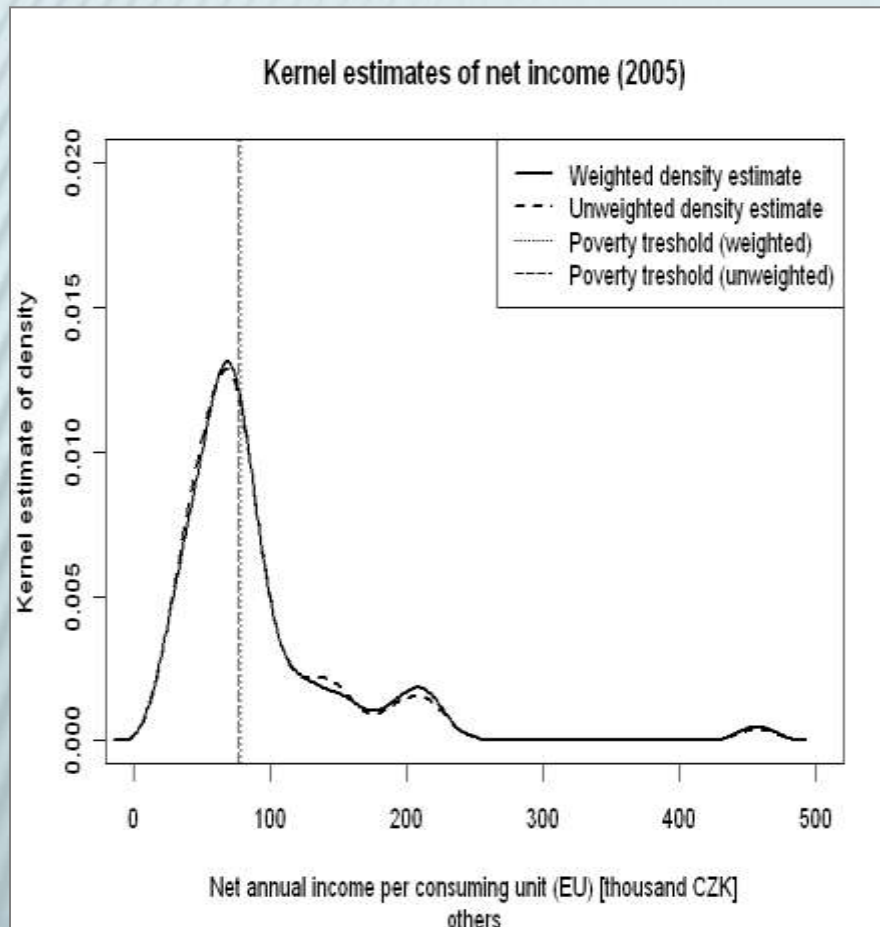 Kernel estimates of net income (2005)
Kernel estimate of density
0.020
0.015
0.010
0.005
0.000
Weighted density estimate
Unweighted density estimate
Poverty treshold (weighted)
Poverty treshold (unweighted)
0 100 200 300 400 500
Net annual income per consuming unit (EU) [thousand CZK]
others